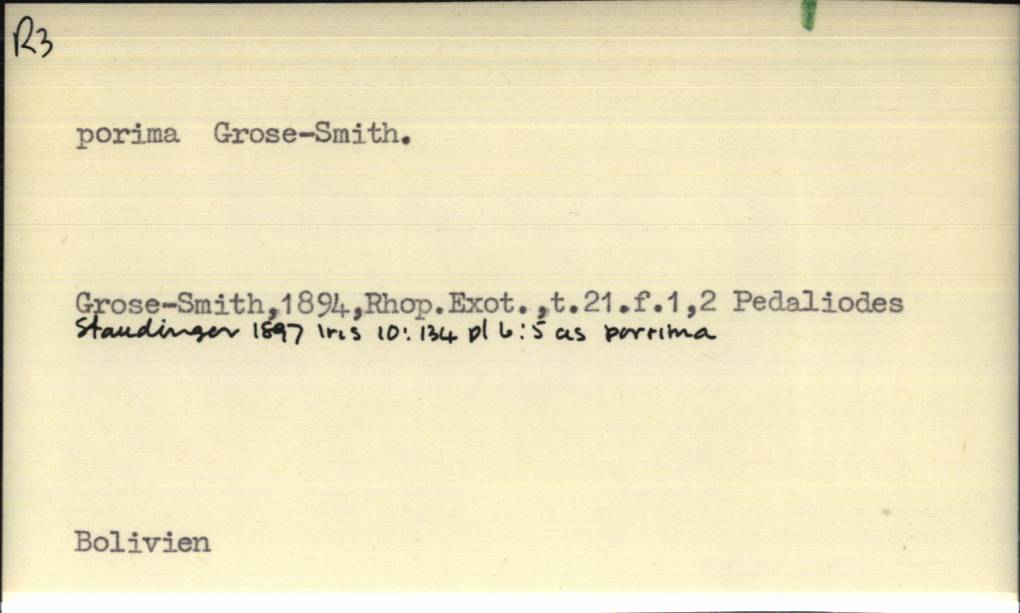 R3
porima Grose-Smith.
Grose-Smith,1894,Rhop.Exot.,t.21.f.1,2 Pedaliodes
Staudinger 1897 Iris 10:134 pl 6:5 as porrima
Bolivien